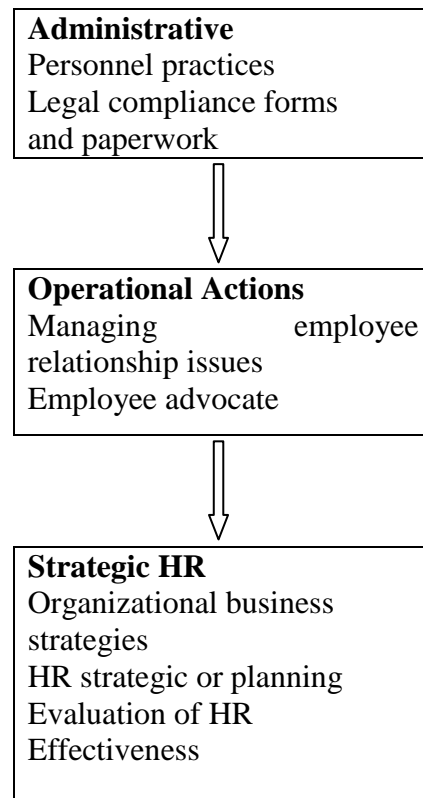 Administrative
Personnel practices
Legal compliance forms
and paperwork
Operational Actions
Managing employee
relationship issues
Employee advocate
Strategic HR
Organizational business
strategies
HR strategic or planning
Evaluation of HR
Effectiveness